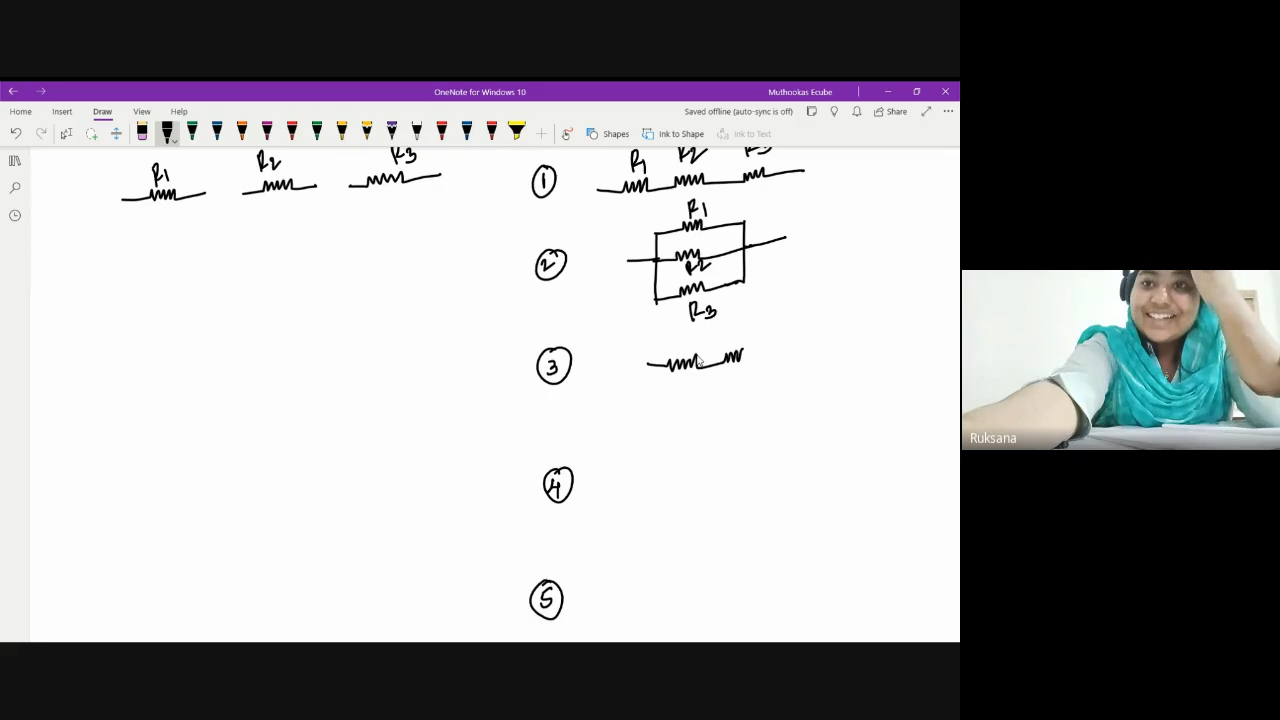 OneNote for Windows 10
Muthookas Ecube
Home Insert Draw View Help
Saved offline (auto-sync is off)
Share
Shapes
Ink to Shape
Ink to Text
R1 R2 R3
1 R1 R2 R3
R1
2
R2
R3
3
Ruksana
4
5